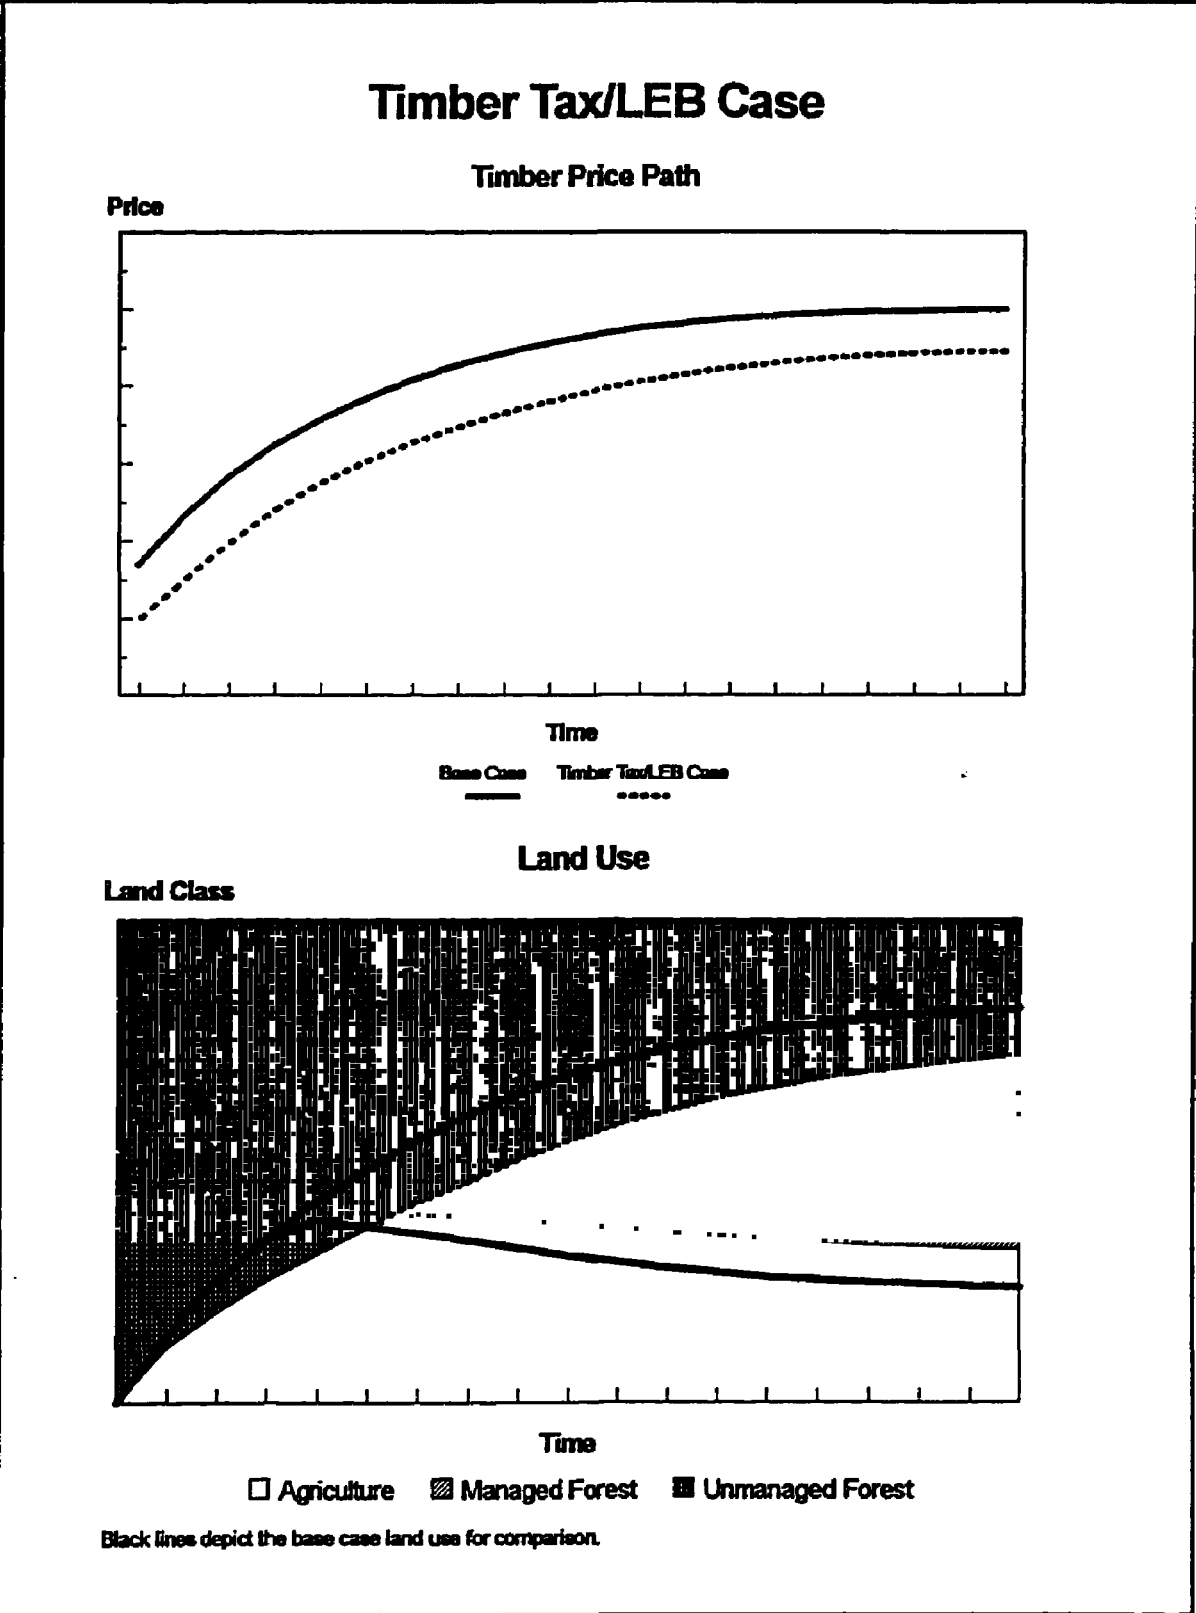 Timber Tax/LEB Case
Timber Price Path
Price
Time
Base Case Timber Tax/LEB Case
Land Use
Land Class
Time
Agriculture Managed Forest Unmanaged Forest
Black lines depict the base case land use for comparison.